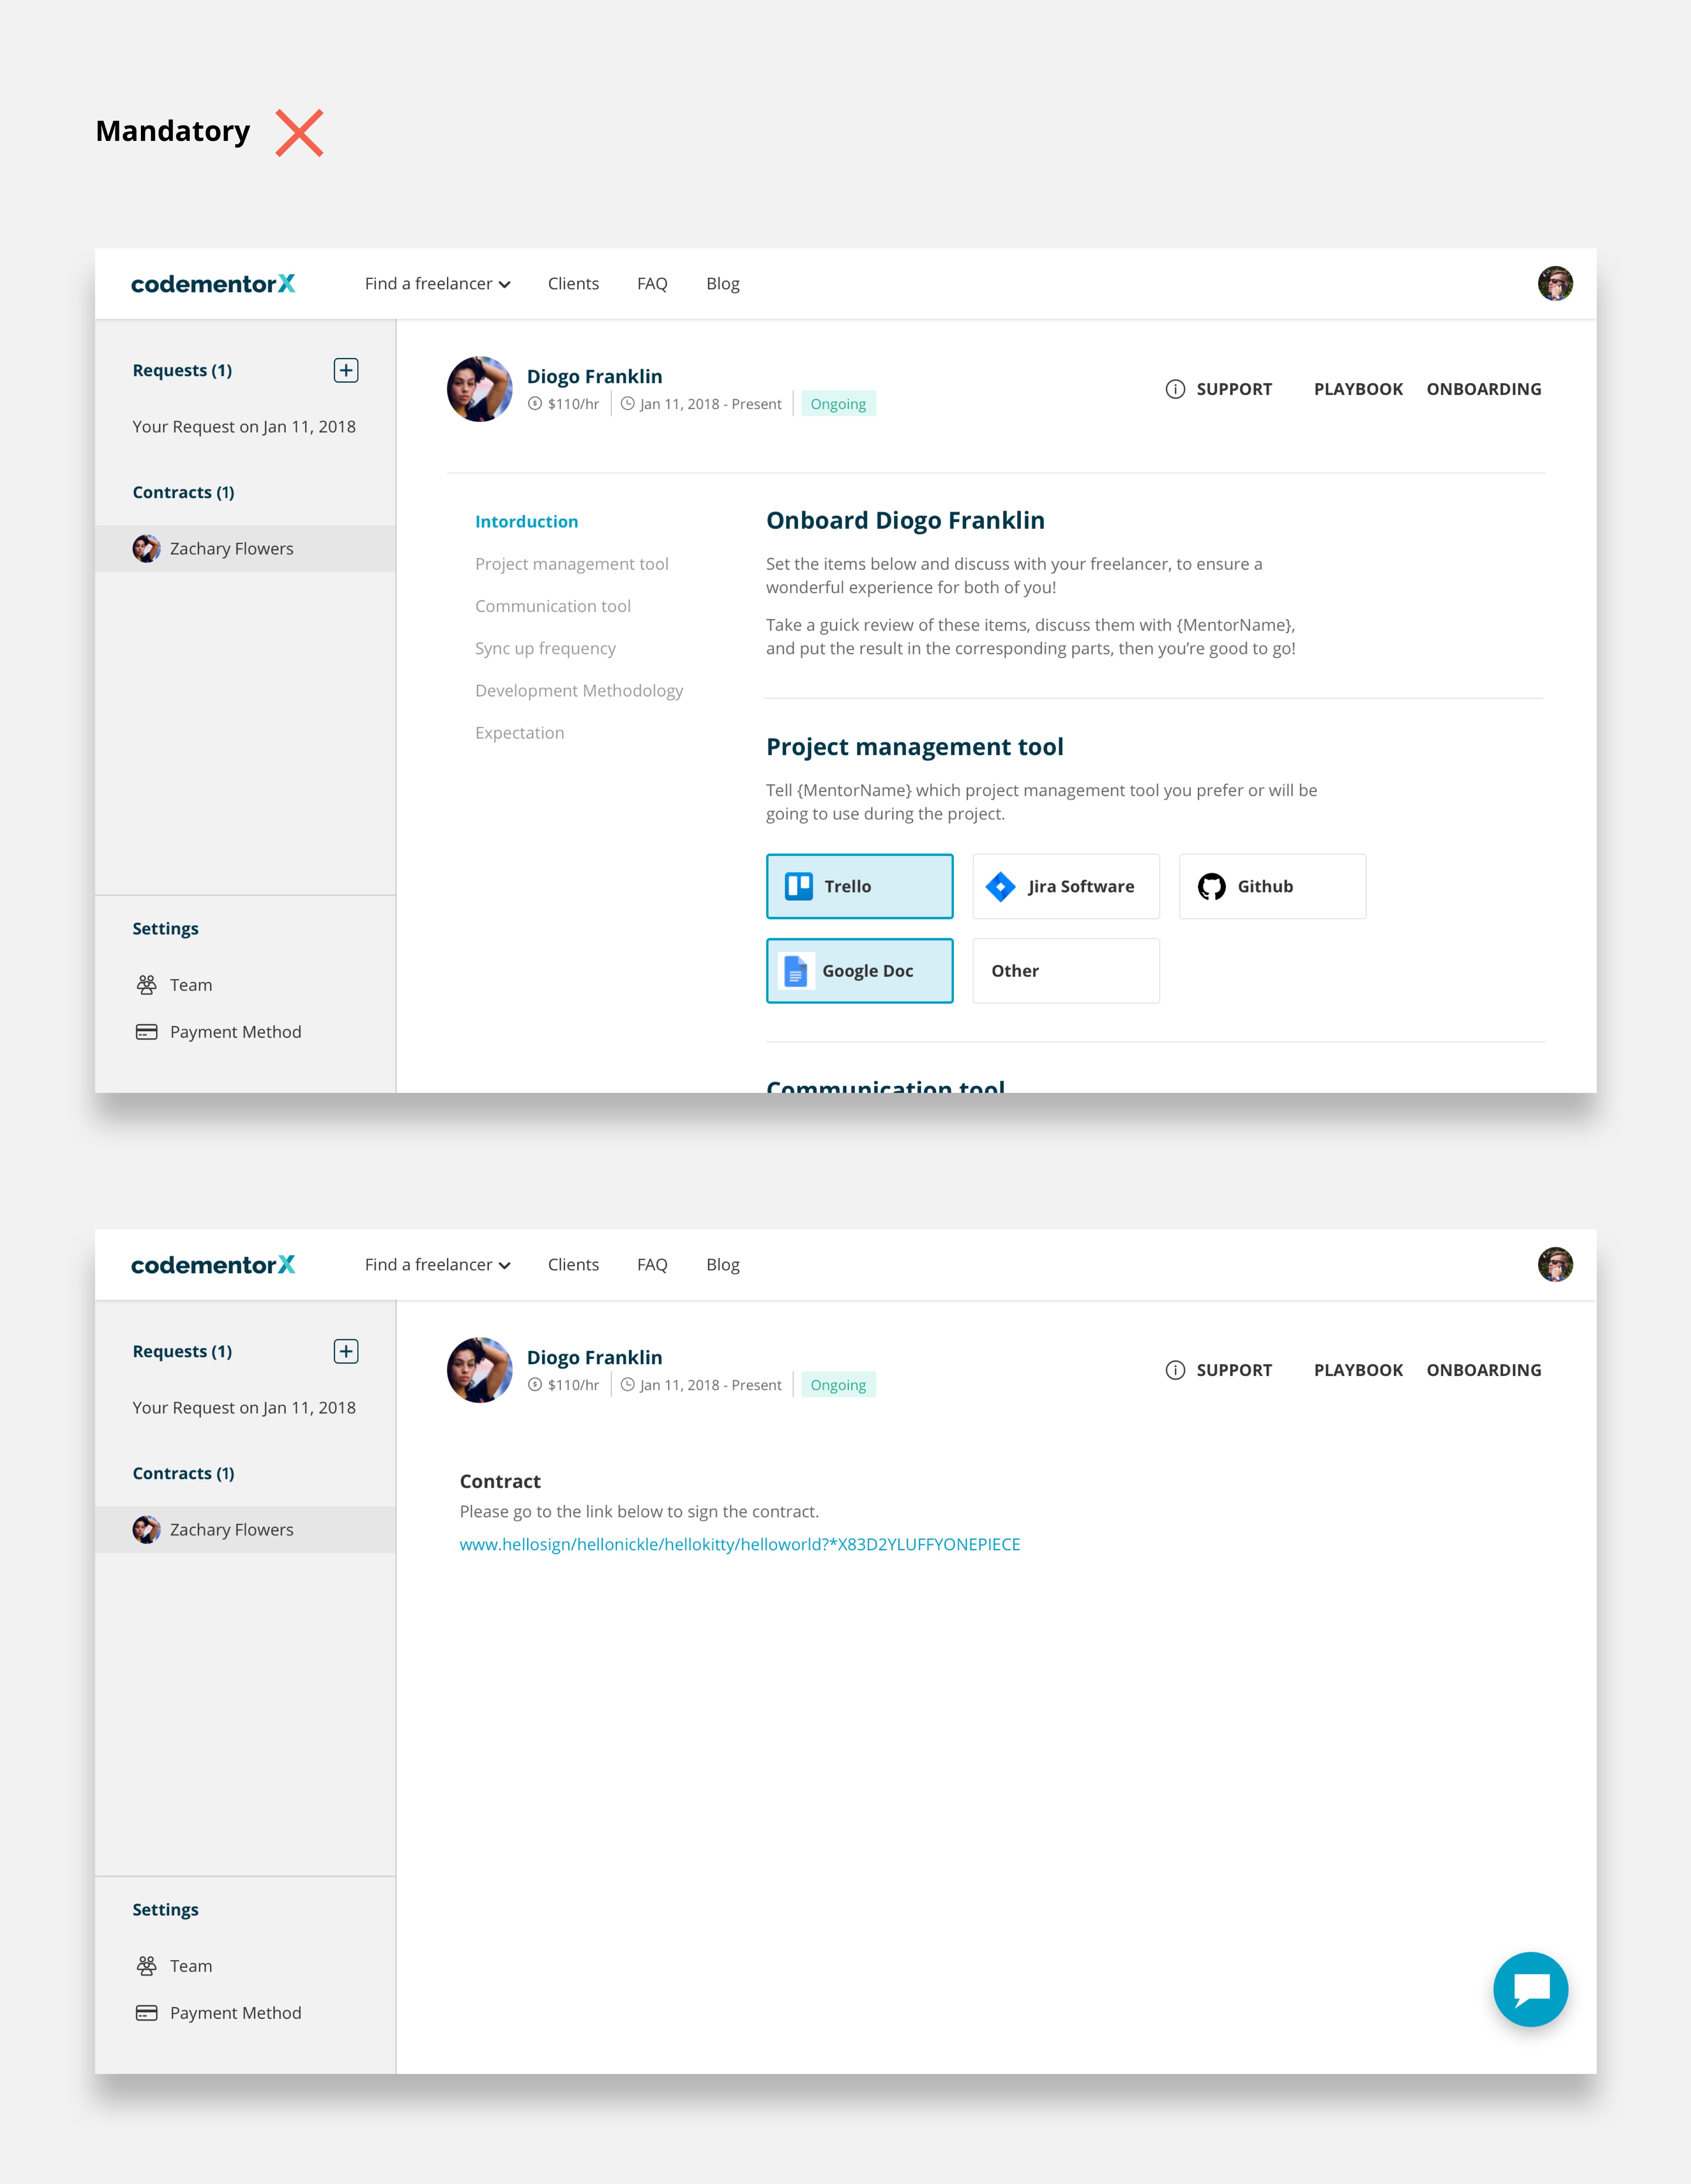 Mandatory
codementorX
Find a freelancer
Clients
FAQ
Blog
Requests (1)
Your Request on Jan 11, 2018
Contracts (1)
Zachary Flowers
Settings
Team
Payment Method
Diogo Franklin
$110/hr
Jan 11, 2018 - Present
Ongoing
SUPPORT
PLAYBOOK
ONBOARDING
Intorduction
Project management tool
Communication tool
Sync up frequency
Development Methodology
Expectation
Onboard Diogo Franklin
Set the items below and discuss with your freelancer, to ensure a
wonderful experience for both of you!
Take a guick review of these items, discuss them with {MentorName},
and put the result in the corresponding parts, then you’re good to go!
Project management tool
Tell {MentorName} which project management tool you prefer or will be
going to use during the project.
Trello
Jira Software
Github
Google Doc
Other
Communication tool
codementorX
Find a freelancer
Clients
FAQ
Blog
Requests (1)
Your Request on Jan 11, 2018
Contracts (1)
Zachary Flowers
Settings
Team
Payment Method
Diogo Franklin
$110/hr
Jan 11, 2018 - Present
Ongoing
SUPPORT
PLAYBOOK
ONBOARDING
Contract
Please go to the link below to sign the contract.
www.hellosign/hellonickle/hellokitty/helloworld?*X83D2YLUFFYONEPIECE